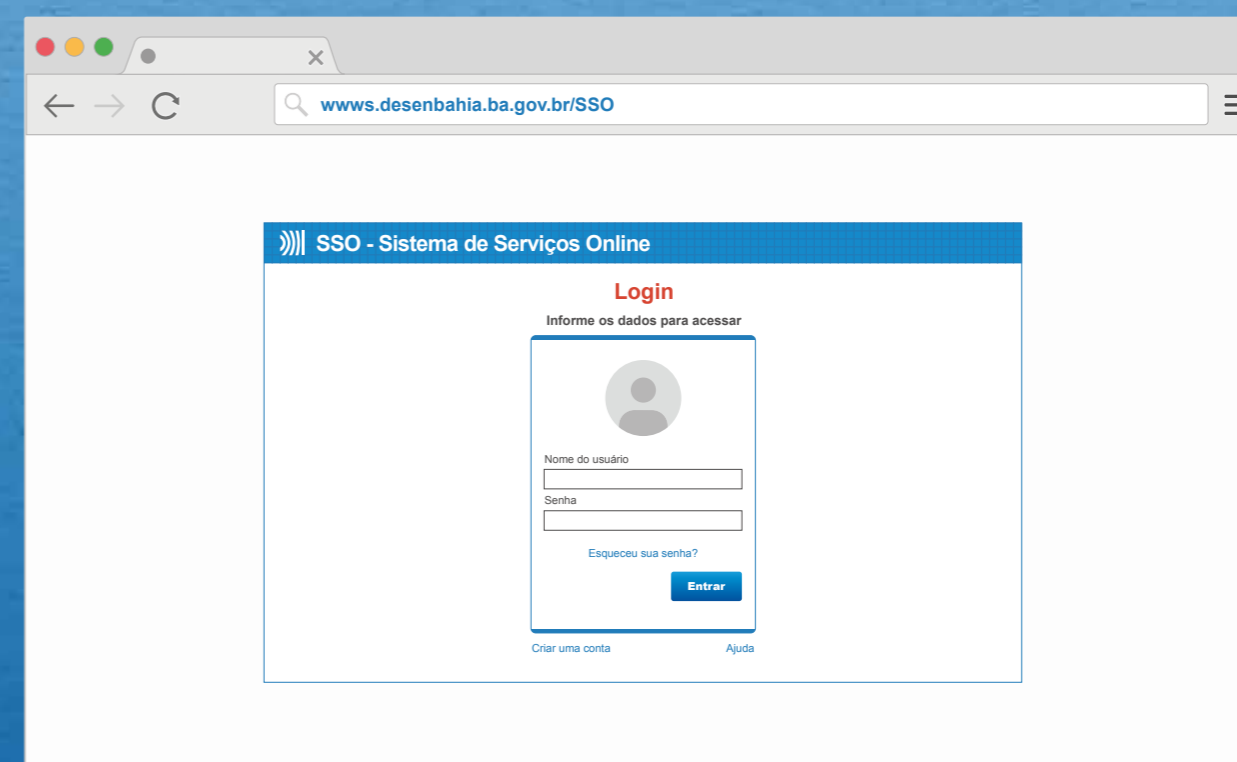 wwws.desenbahia.ba.gov.br/SSO
SSO - Sistema de Serviços Online
Login
Informe os dados para acessar
Nome do usuário
Senha
Esqueceu sua senha?
Entrar
Criar uma conta Ajuda